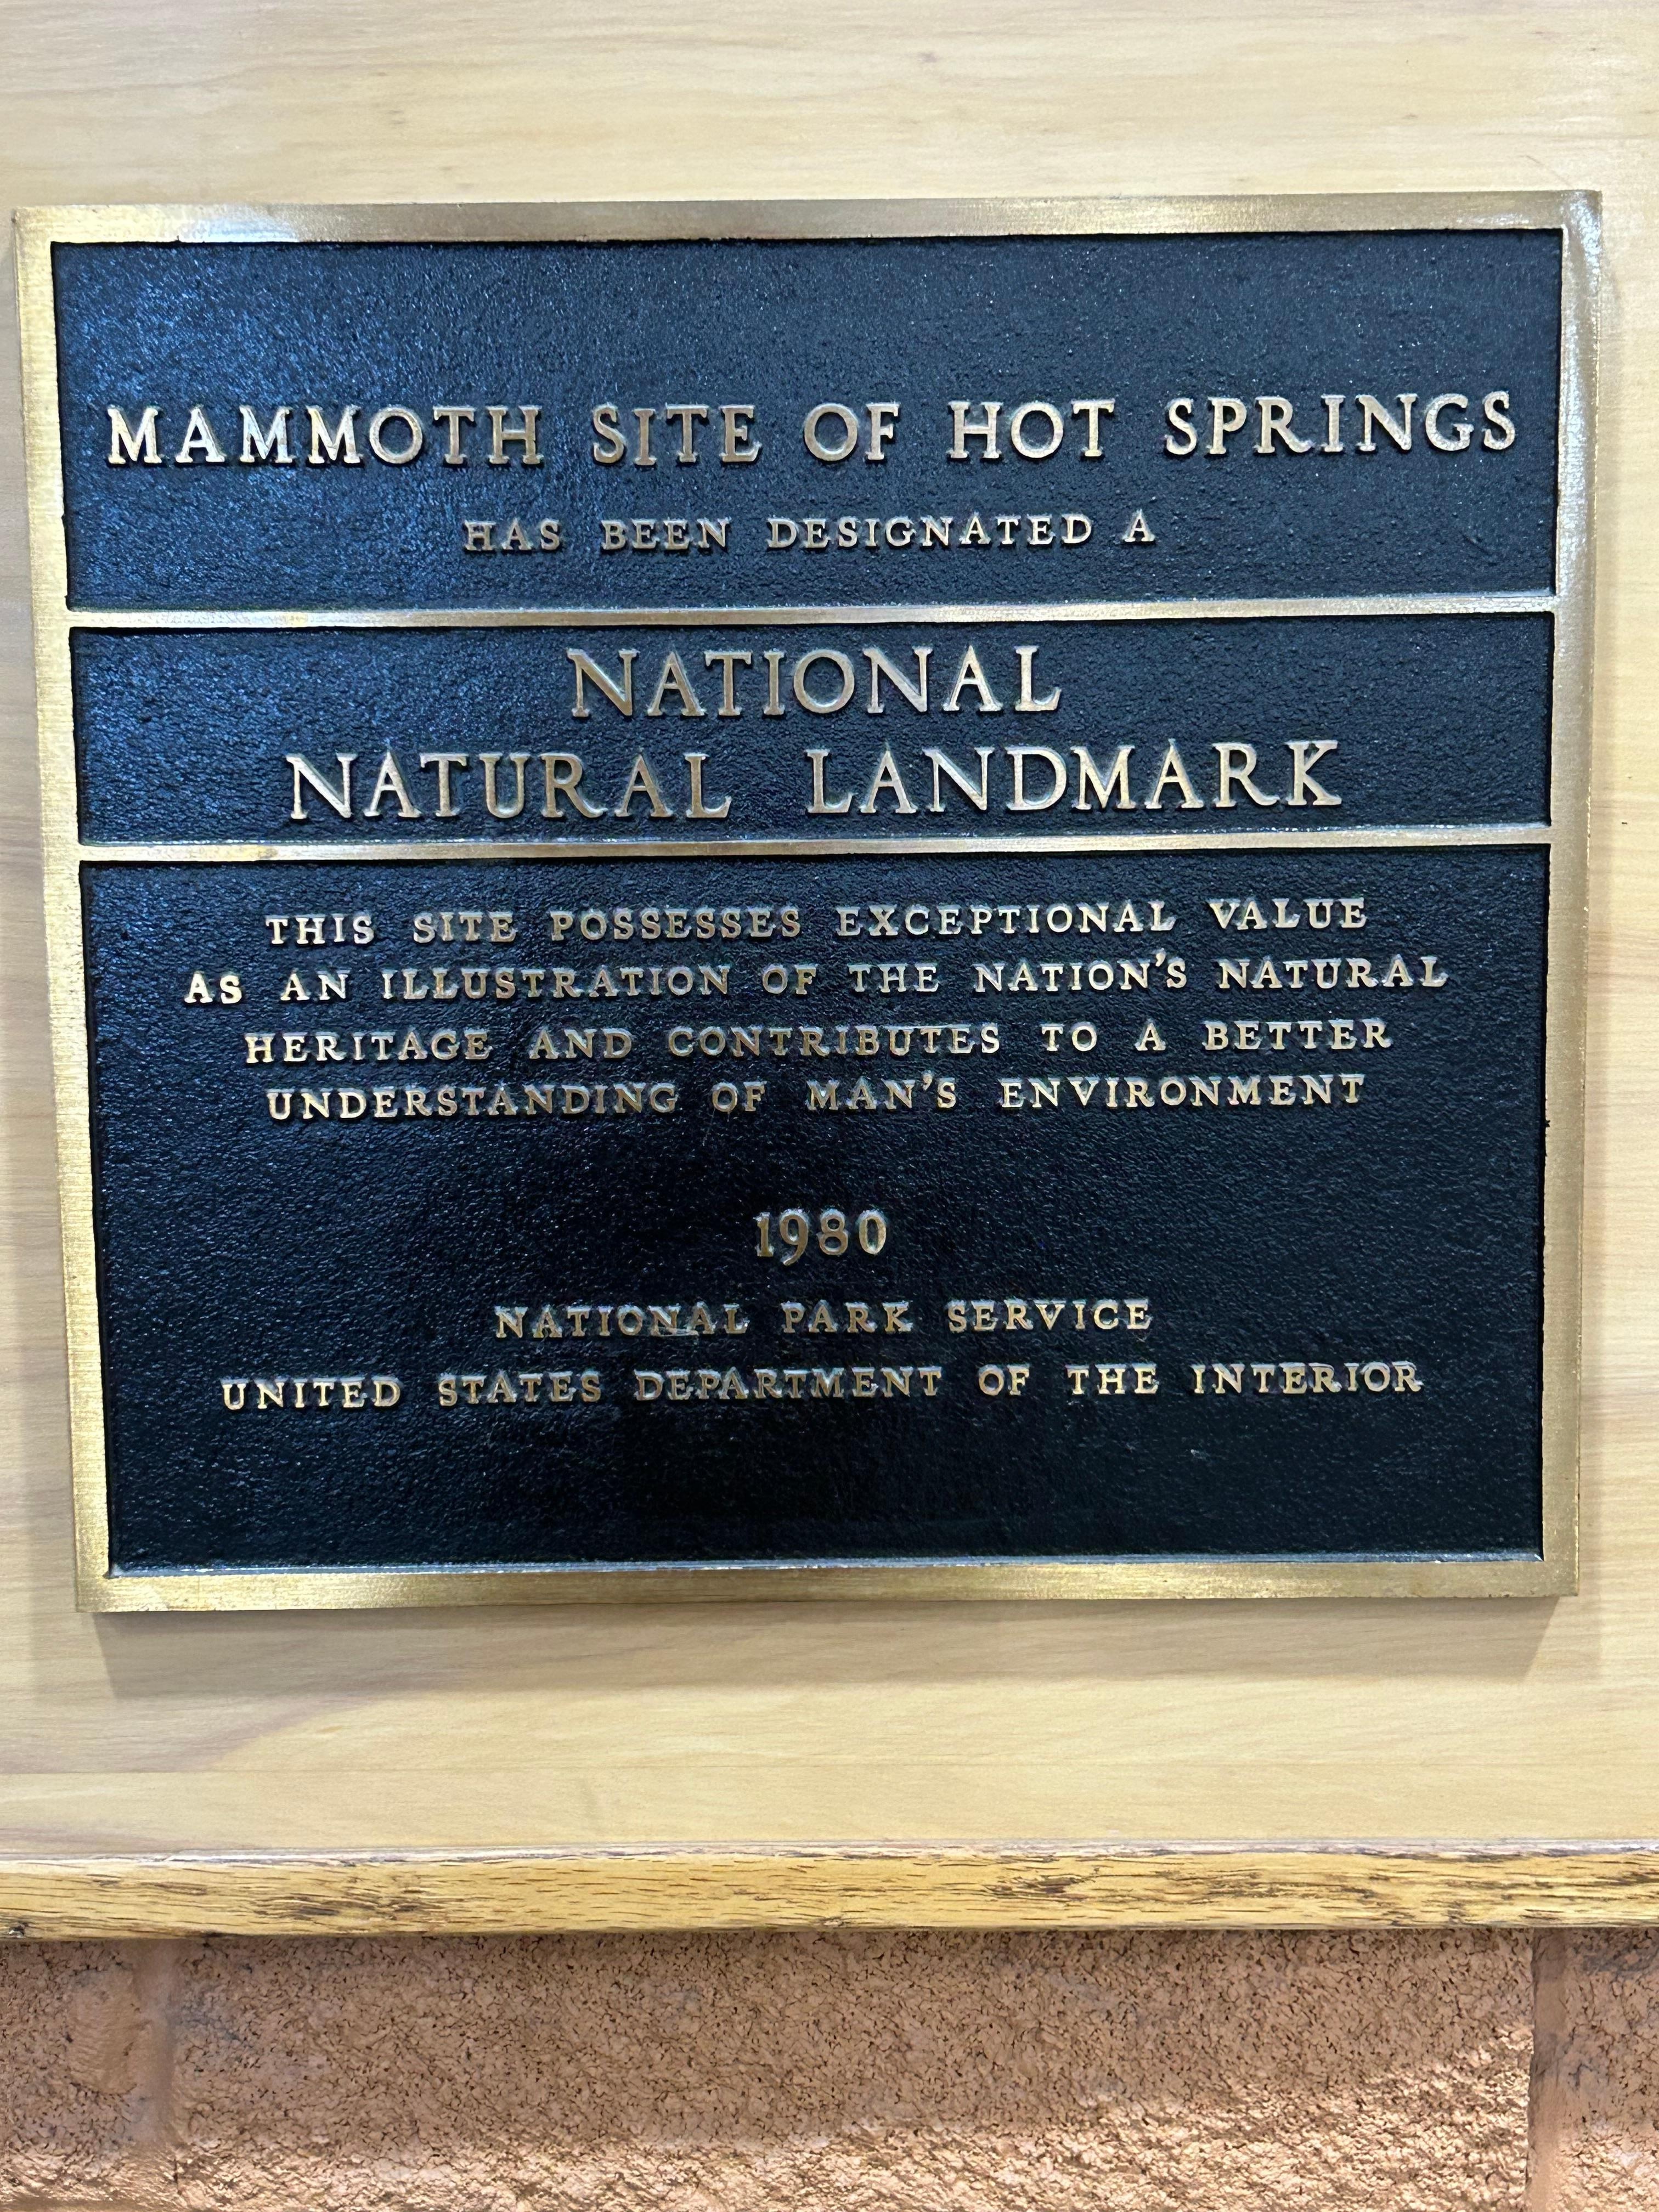 MAMMOTH SITE OF HOT SPRINGS
HAS BEEN DESIGNATED A
NATIONAL
NATURAL LANDMARK
THIS SITE POSSESSES EXCEPTIONAL VALUE
AS AN ILLUSTRATION OF THE NATION'S NATURAL
HERITAGE AND CONTRIBUTES TO A BETTER
UNDERSTANDING OF MAN'S ENVIRONMENT
1980
NATIONAL PARK SERVICE
UNITED STATES DEPARTMENT OF THE INTERIOR